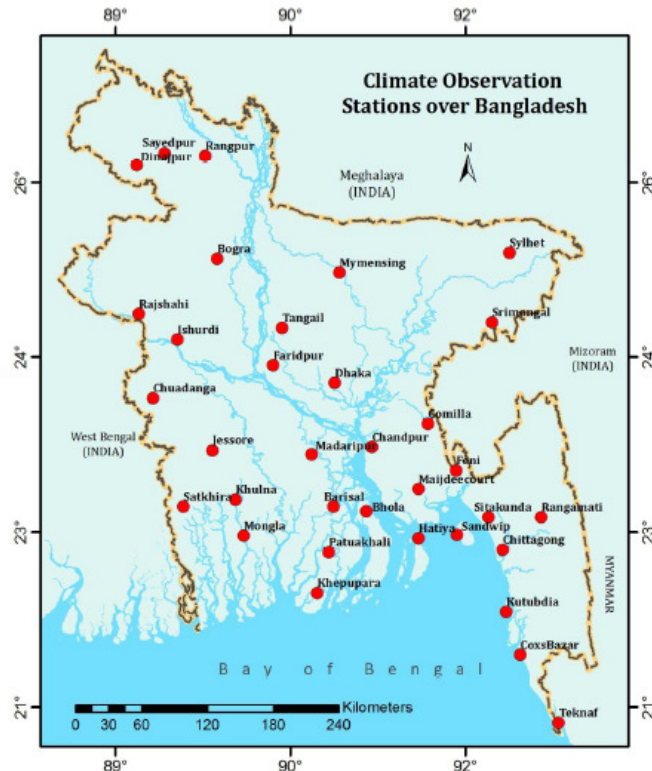 89°
90°
92°
Climate Observation
Stations over Bangladesh
N
Sayedpur
Dinajpur
Rangpur
Meghalaya
(INDIA)
26°
26°
Bogra
Mymensing
Sylhet
Rajshahi
Ishurdi
Tangail
Srimongal
24°
24°
Faridpur
Dhaka
Mizoram
(INDIA)
Chuadanga
Comilla
West Bengal
(INDIA)
Jessore
Madaripur
Chandpur
Feni
Maijdeecourt
Satkhira
Khulna
Barisal
Bhola
Sitakunda
Rangamati
23°
23°
Mongla
Hatiya
Sandwip
Patuakhali
Chittagong
Khepupara
MYANMAR
Kutubdia
CoxsBazar
Bay of Bengal
21°
21°
Kilometers
0 30 60 120 180 240
Teknaf
89°
90°
92°